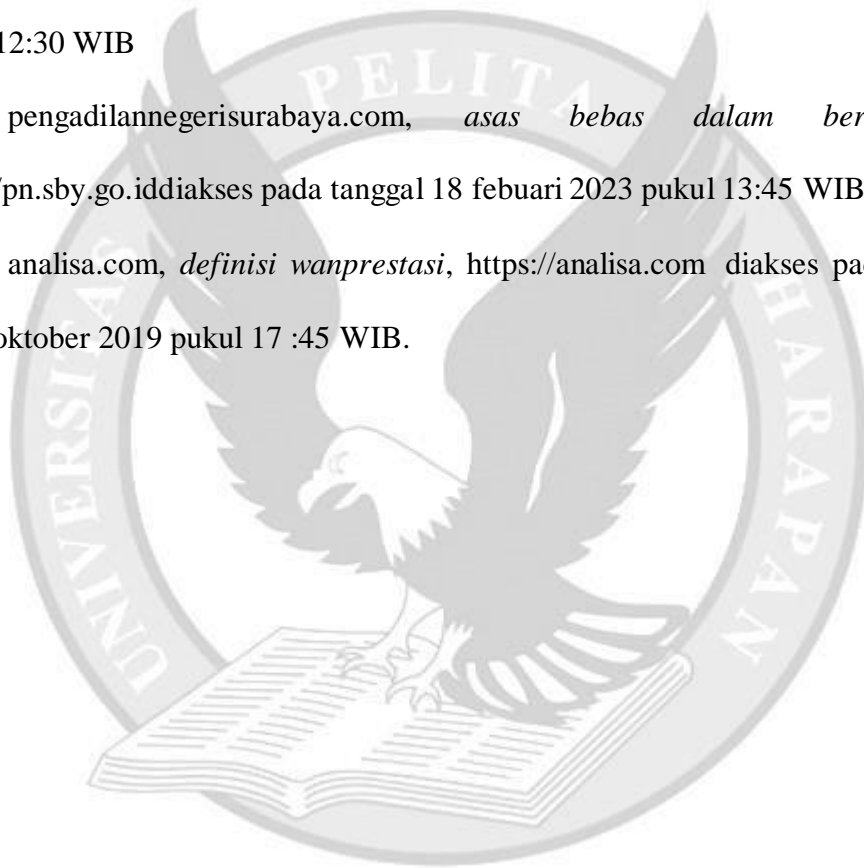 12:30 WIB
pengadilannegerisurabaya.com, asas bebas dalam ber
/pn.sby.go.iddiakses pada tanggal 18 febuari 2023 pukul 13:45 WIB
analisa.com, definisi wanprestasi, https://analisa.com diakses pa
oktober 2019 pukul 17 :45 WIB.
UNIVERSITAS PELITA HARAPAN